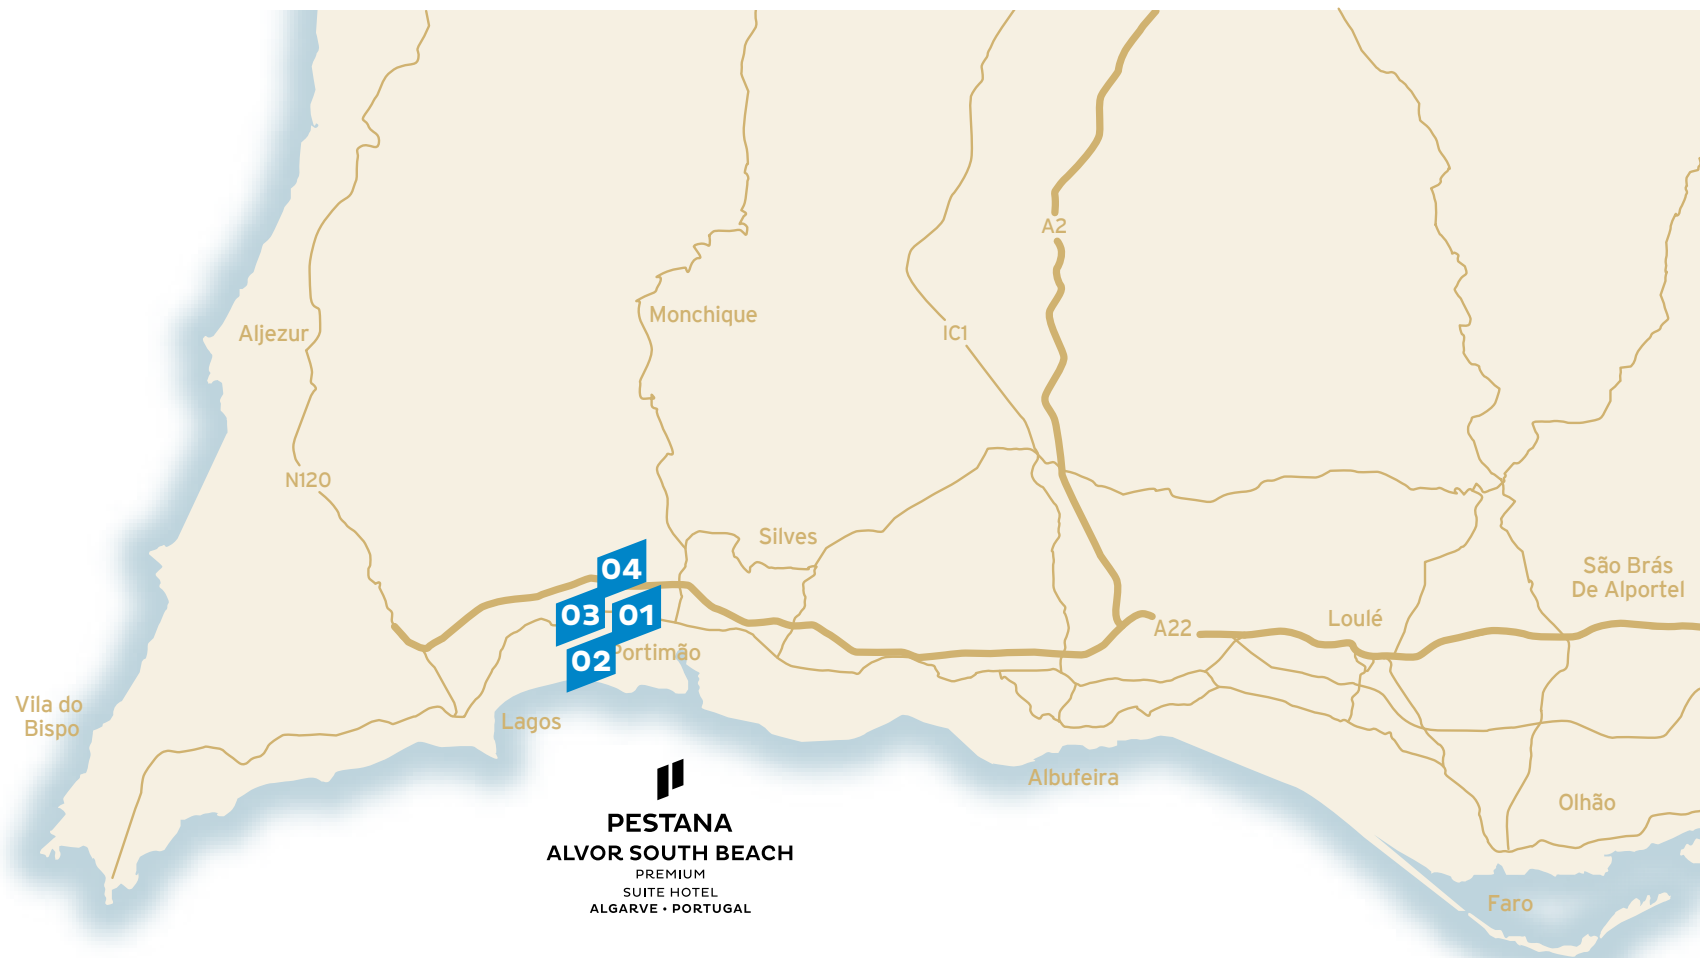 A2
Monchique
Aljezur
IC1
N120
Silves
04
São Brás
De Alportel
03
01
A22
Loulé
Portimão
02
Vila do
Bispo
Lagos
Albufeira
Olhão
PESTANA
ALVOR SOUTH BEACH
PREMIUM
SUITE HOTEL
ALGARVE • PORTUGAL
Faro